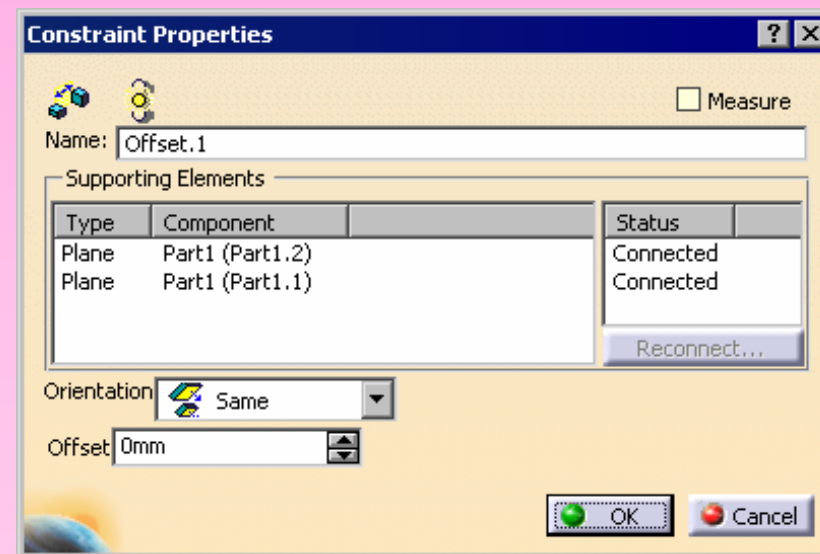 Constraint Properties ? X
Measure
Name: Offset.1
Supporting Elements
Type Component Status
Plane Part1 (Part1.2) Connected
Plane Part1 (Part1.1) Connected
Reconnect...
Orientation Same
Offset 0mm
OK Cancel